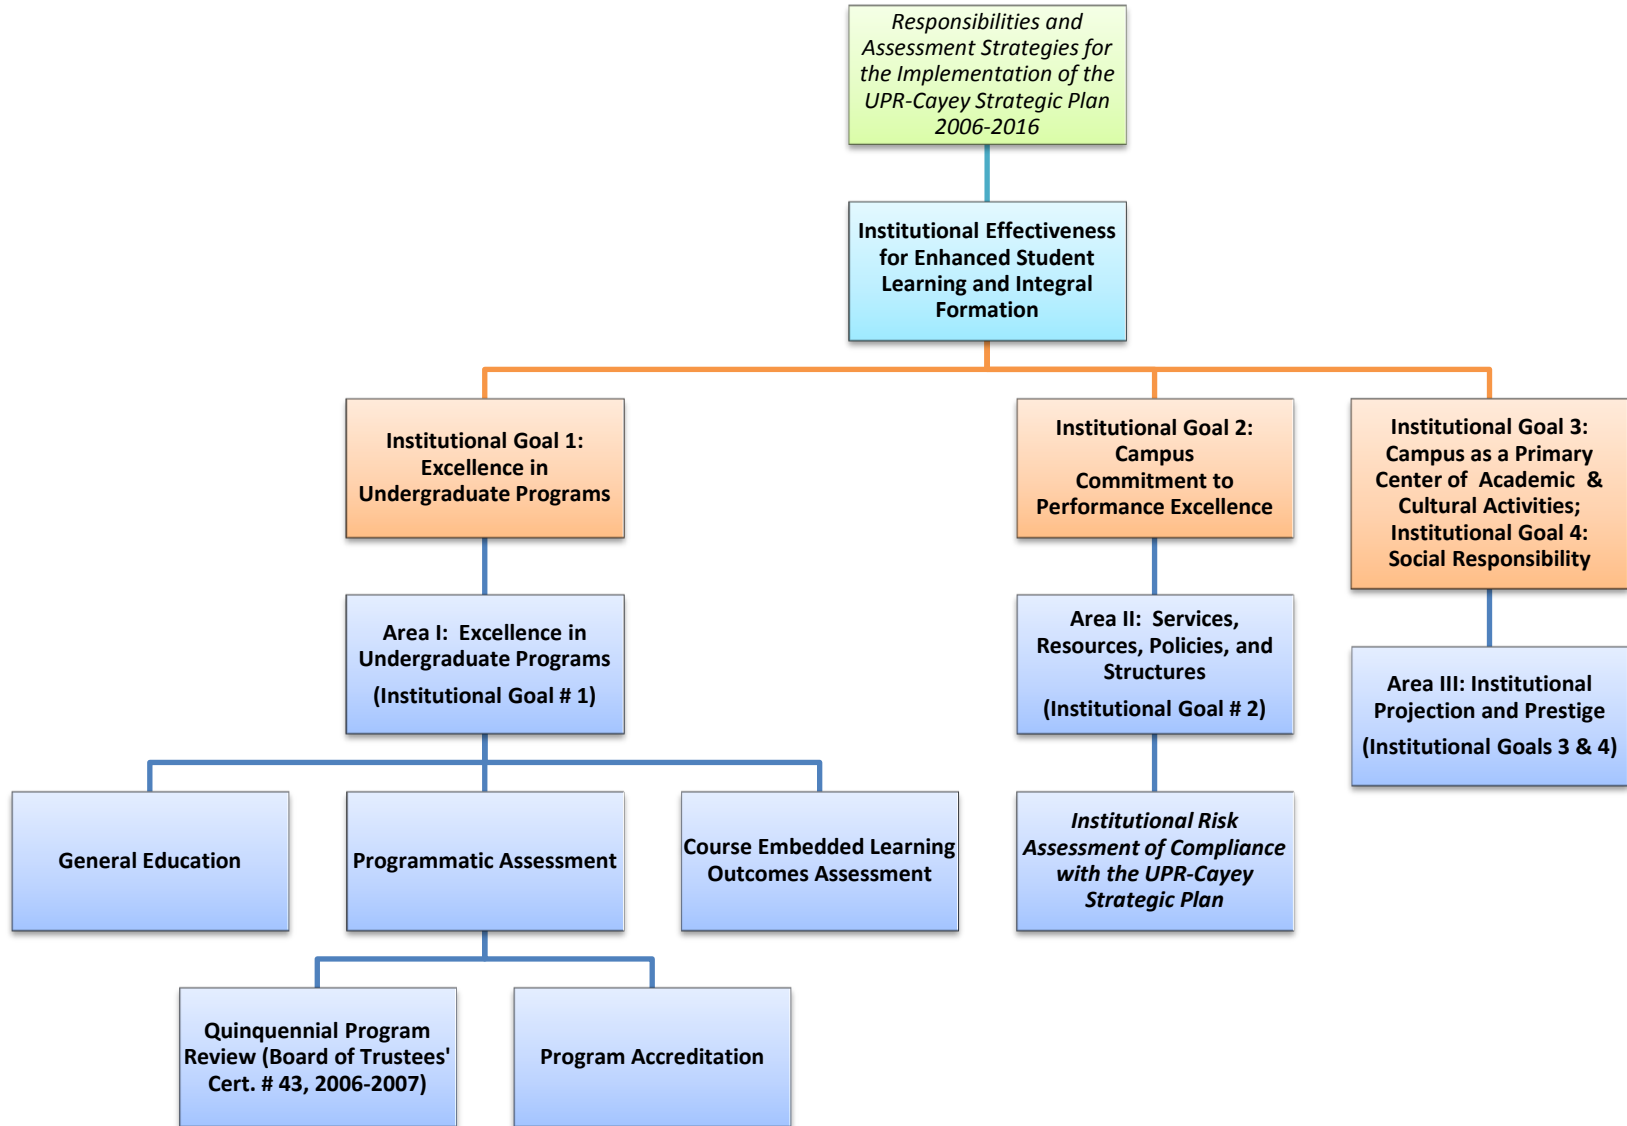 Responsibilities and
Assessment Strategies for
the Implementation of the
UPR-Cayey Strategic Plan
2006-2016
Institutional Effectiveness
for Enhanced Student
Learning and Integral
Formation
Institutional Goal 1:
Excellence in
Undergraduate Programs
Institutional Goal 2:
Campus
Commitment to
Performance Excellence
Institutional Goal 3:
Campus as a Primary
Center of Academic &
Cultural Activities;
Institutional Goal 4:
Social Responsibility
Area I: Excellence in
Undergraduate Programs
(Institutional Goal # 1)
Area II: Services,
Resources, Policies, and
Structures
(Institutional Goal # 2)
Area III: Institutional
Projection and Prestige
(Institutional Goals 3 & 4)
General Education
Programmatic Assessment
Course Embedded Learning
Outcomes Assessment
Institutional Risk
Assessment of Compliance
with the UPR-Cayey
Strategic Plan
Quinquennial Program
Review (Board of Trustees'
Cert. # 43, 2006-2007)
Program Accreditation